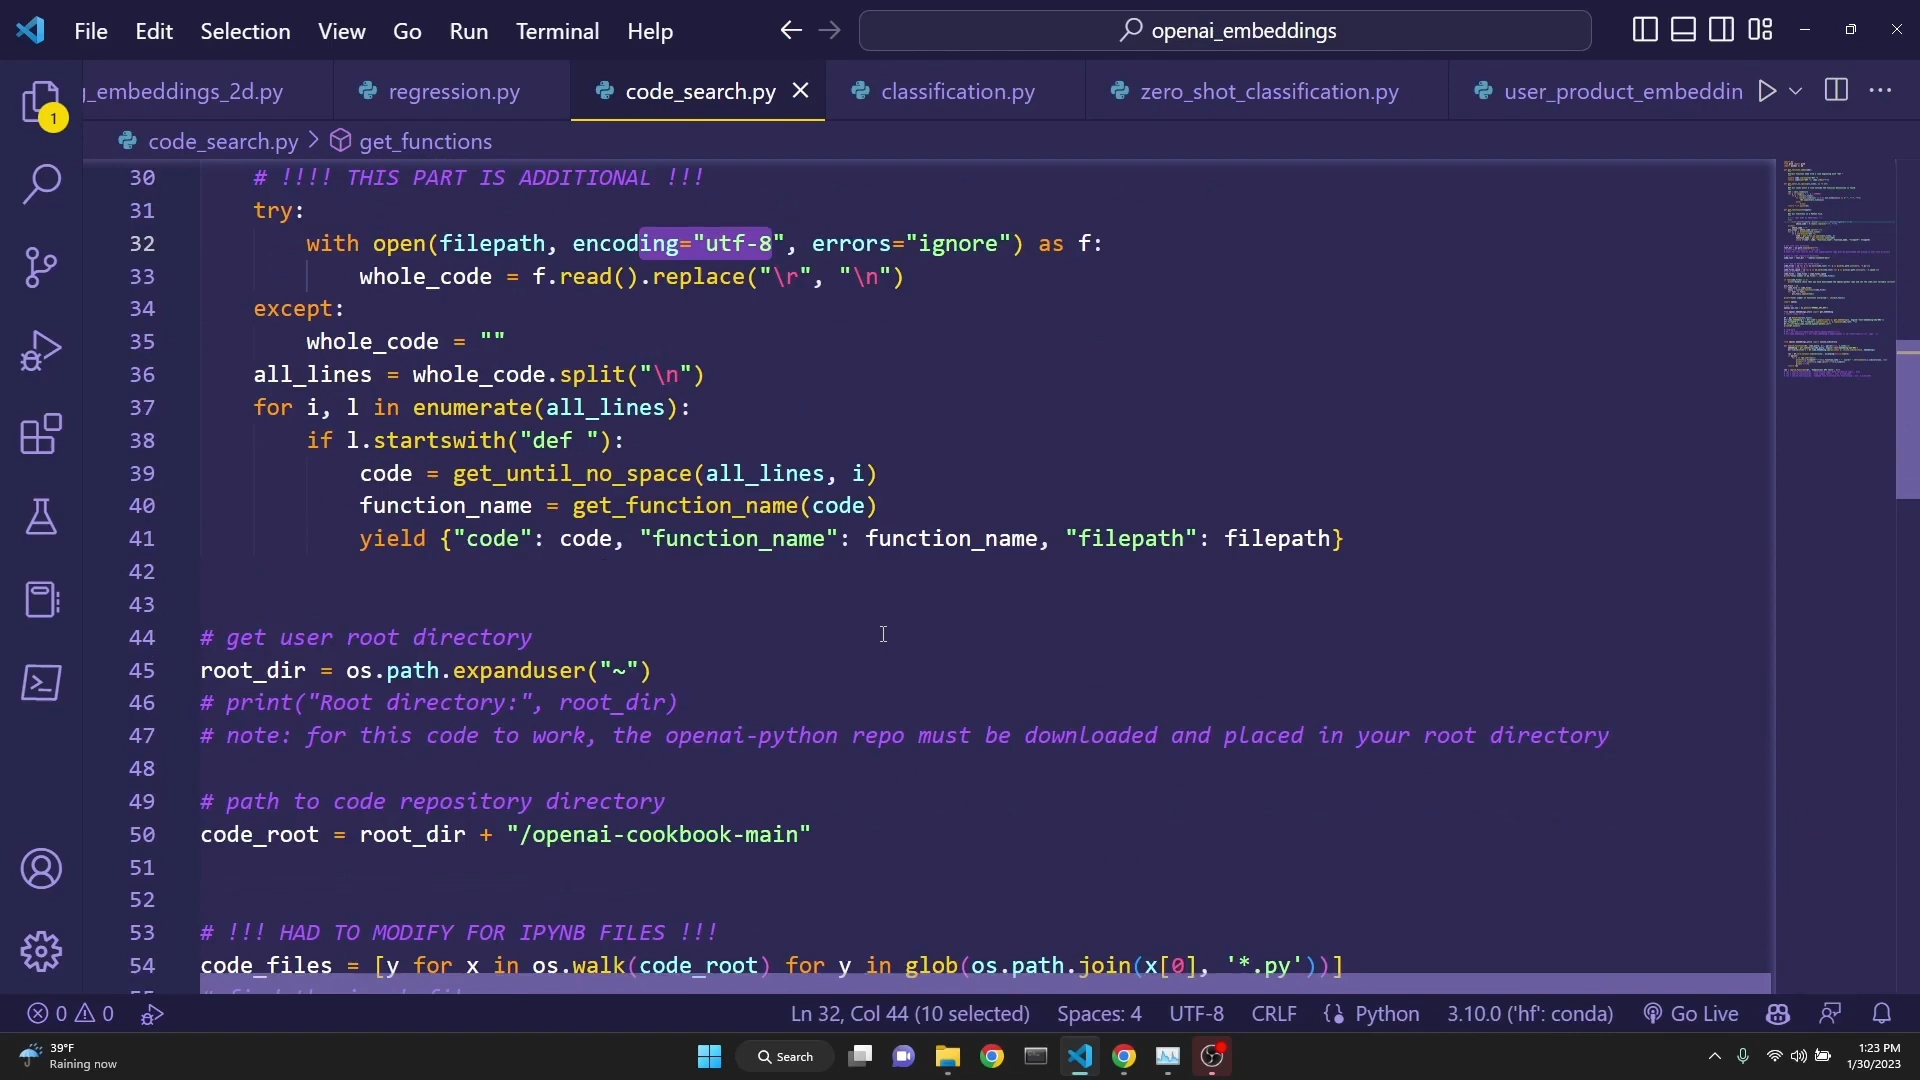 File Edit Selection View Go Run Terminal Help openai_embeddings
_embeddings_2d.py regression.py code_search.py classification.py zero_shot_classification.py user_product_embeddin
1
code_search.py > get_functions
30 # !!!! THIS PART IS ADDITIONAL !!!
31 try:
32 with open(filepath, encoding="utf-8", errors="ignore") as f:
33 whole_code = f.read().replace("\r", "\n")
34 except:
35 whole_code = ""
36 all_lines = whole_code.split("\n")
37 for i, l in enumerate(all_lines):
38 if l.startswith("def "):
39 code = get_until_no_space(all_lines, i)
40 function_name = get_function_name(code)
41 yield {"code": code, "function_name": function_name, "filepath": filepath}
42
43
44 # get user root directory
45 root_dir = os.path.expanduser("~")
46 # print("Root directory:", root_dir)
47 # note: for this code to work, the openai-python repo must be downloaded and placed in your root directory
48
49 # path to code repository directory
50 code_root = root_dir + "/openai-cookbook-main"
51
52
53 # !!! HAD TO MODIFY FOR IPYNB FILES !!!
54 code_files = [y for x in os.walk(code_root) for y in glob(os.path.join(x[0], '*.py'))]
0 0 Ln 32, Col 44 (10 selected) Spaces: 4 UTF-8 CRLF Python 3.10.0 ('hf': conda) Go Live
39°F
Raining now
Search
1:23 PM
1/30/2023